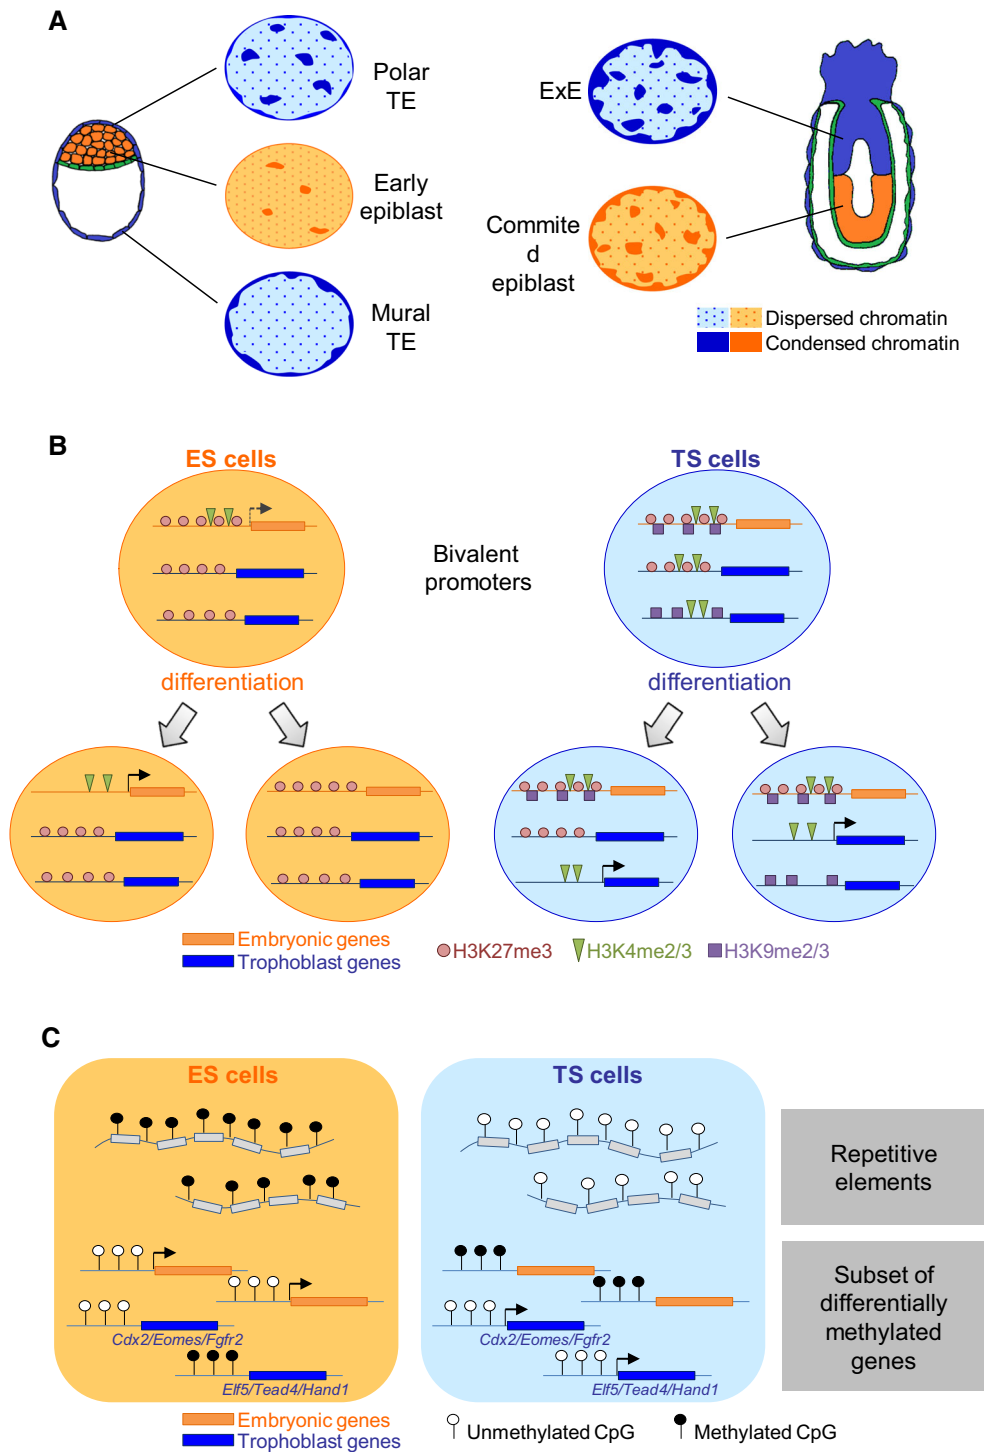 A
Polar
TE
Early
epiblast
Mural
TE
ExE
Commite
d
epiblast
Dispersed chromatin
Condensed chromatin
B
ES cells
TS cells
Bivalent
promoters
differentiation
differentiation
Embryonic genes
Trophoblast genes
H3K27me3
H3K4me2/3
H3K9me2/3
C
ES cells
TS cells
Repetitive
elements
Subset of
differentially
methylated
genes
Cdx2/Eomes/Fgfr2
Elf5/Tead4/Hand1
Cdx2/Eomes/Fgfr2
Elf5/Tead4/Hand1
Embryonic genes
Trophoblast genes
Unmethylated CpG
Methylated CpG